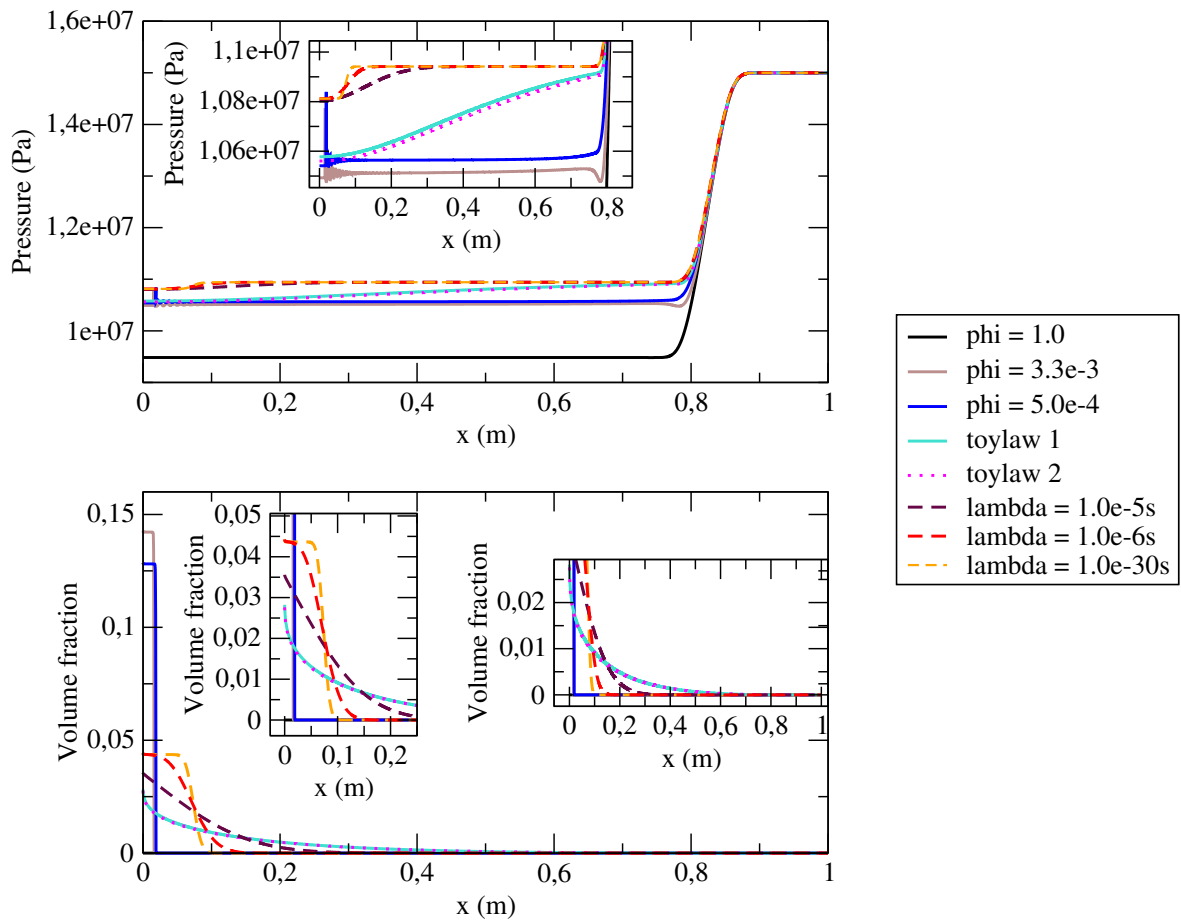 1,6e+07
1,4e+07
1,2e+07
1e+07
Pressure (Pa)
0 0,2 0,4 0,6 0,8 1
x (m)
1,1e+07
1,08e+07
1,06e+07
Pressure (Pa)
0 0,2 0,4 0,6 0,8
x (m)
phi = 1.0
phi = 3.3e-3
phi = 5.0e-4
toylaw 1
toylaw 2
lambda = 1.0e-5s
lambda = 1.0e-6s
lambda = 1.0e-30s
0.15
0,1
0,05
0
Volume fraction
0 0,2 0,4 0,6 0,8 1
x (m)
0,05
0,04
0,03
0,02
0,01
0
Volume fraction
0 0,1 0,2
x (m)
0,02
0,01
0
Volume fraction
0 0,2 0,4 0,6 0,8 1
x (m)